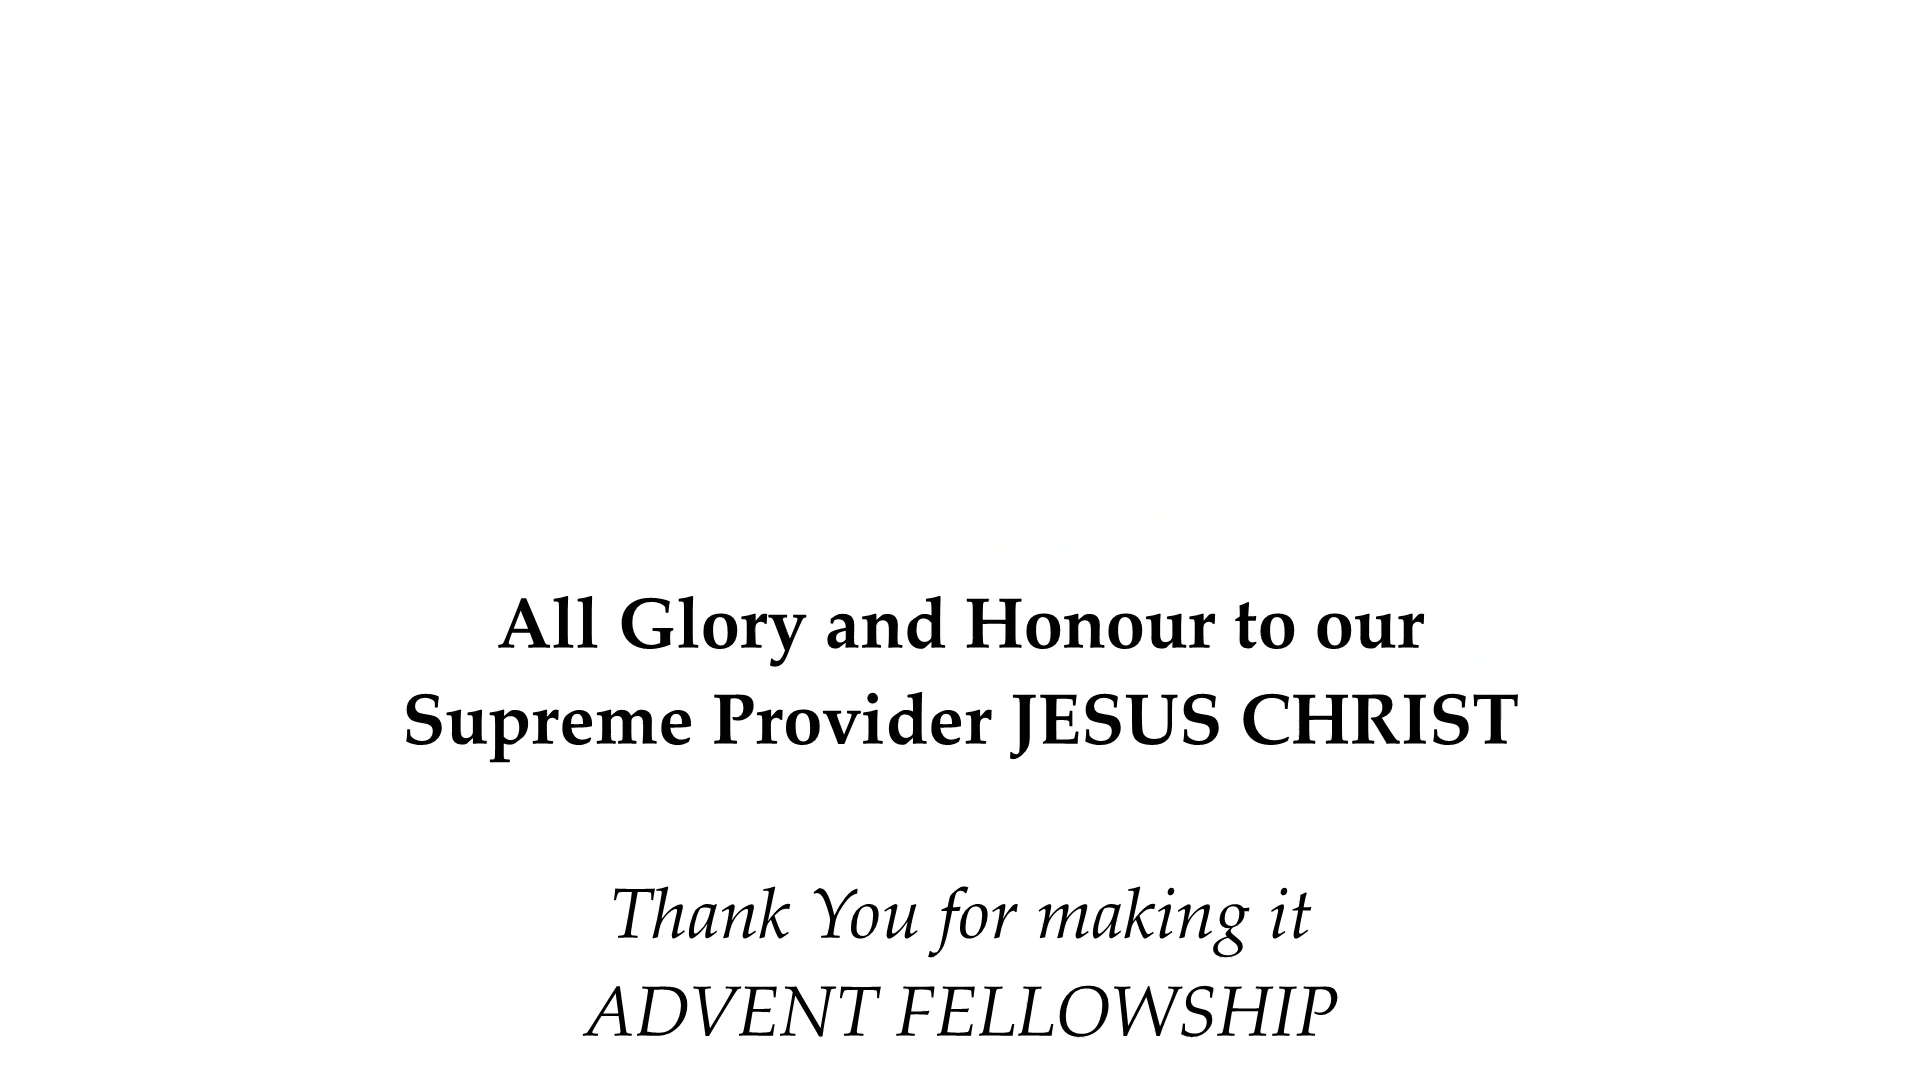 All Glory and Honour to our
Supreme Provider JESUS CHRIST
Thank You for making it
ADVENT FELLOWSHIP